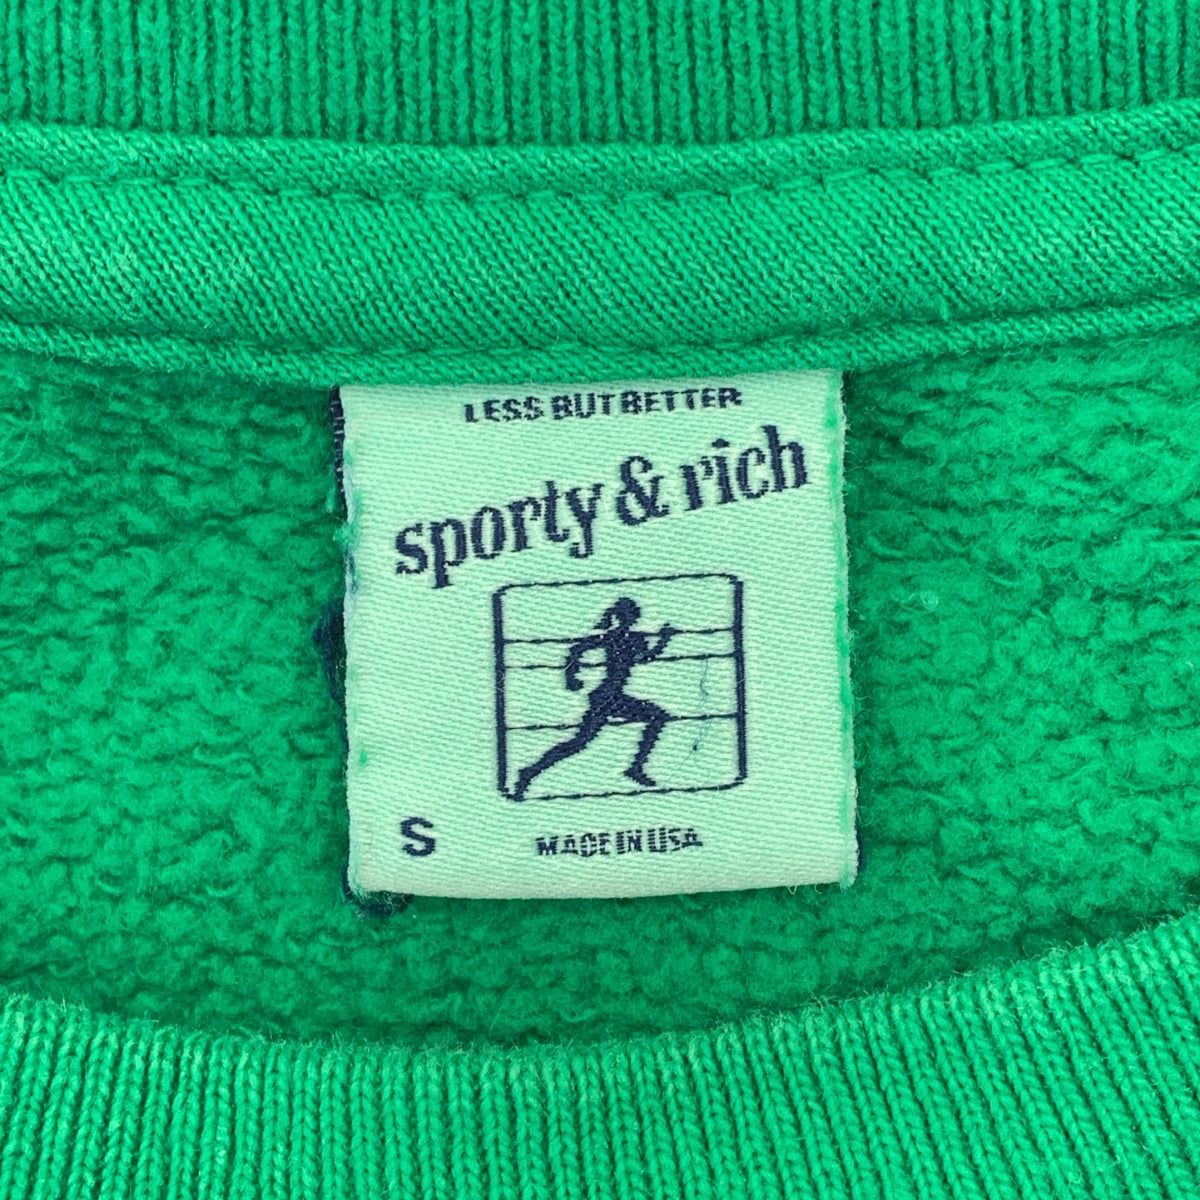 LESS BUT BETTER
sporty & rich
S
MADE IN USA